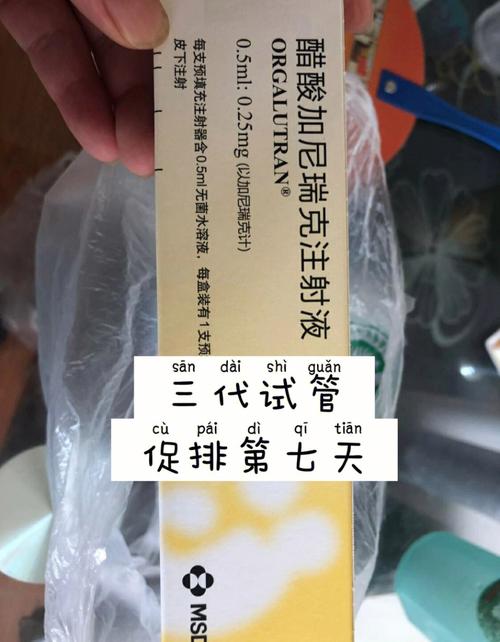 醋酸加尼瑞克注射液
ORGALUTRAN®
0.5ml: 0.25mg (以加尼瑞克计)
每支预填充注射器含0.5ml无菌水溶液，每盒装有1支预
皮下注射
sān dài shì guǎn
三代试管
cù pái dì qī tiān
促排第七天
MSD